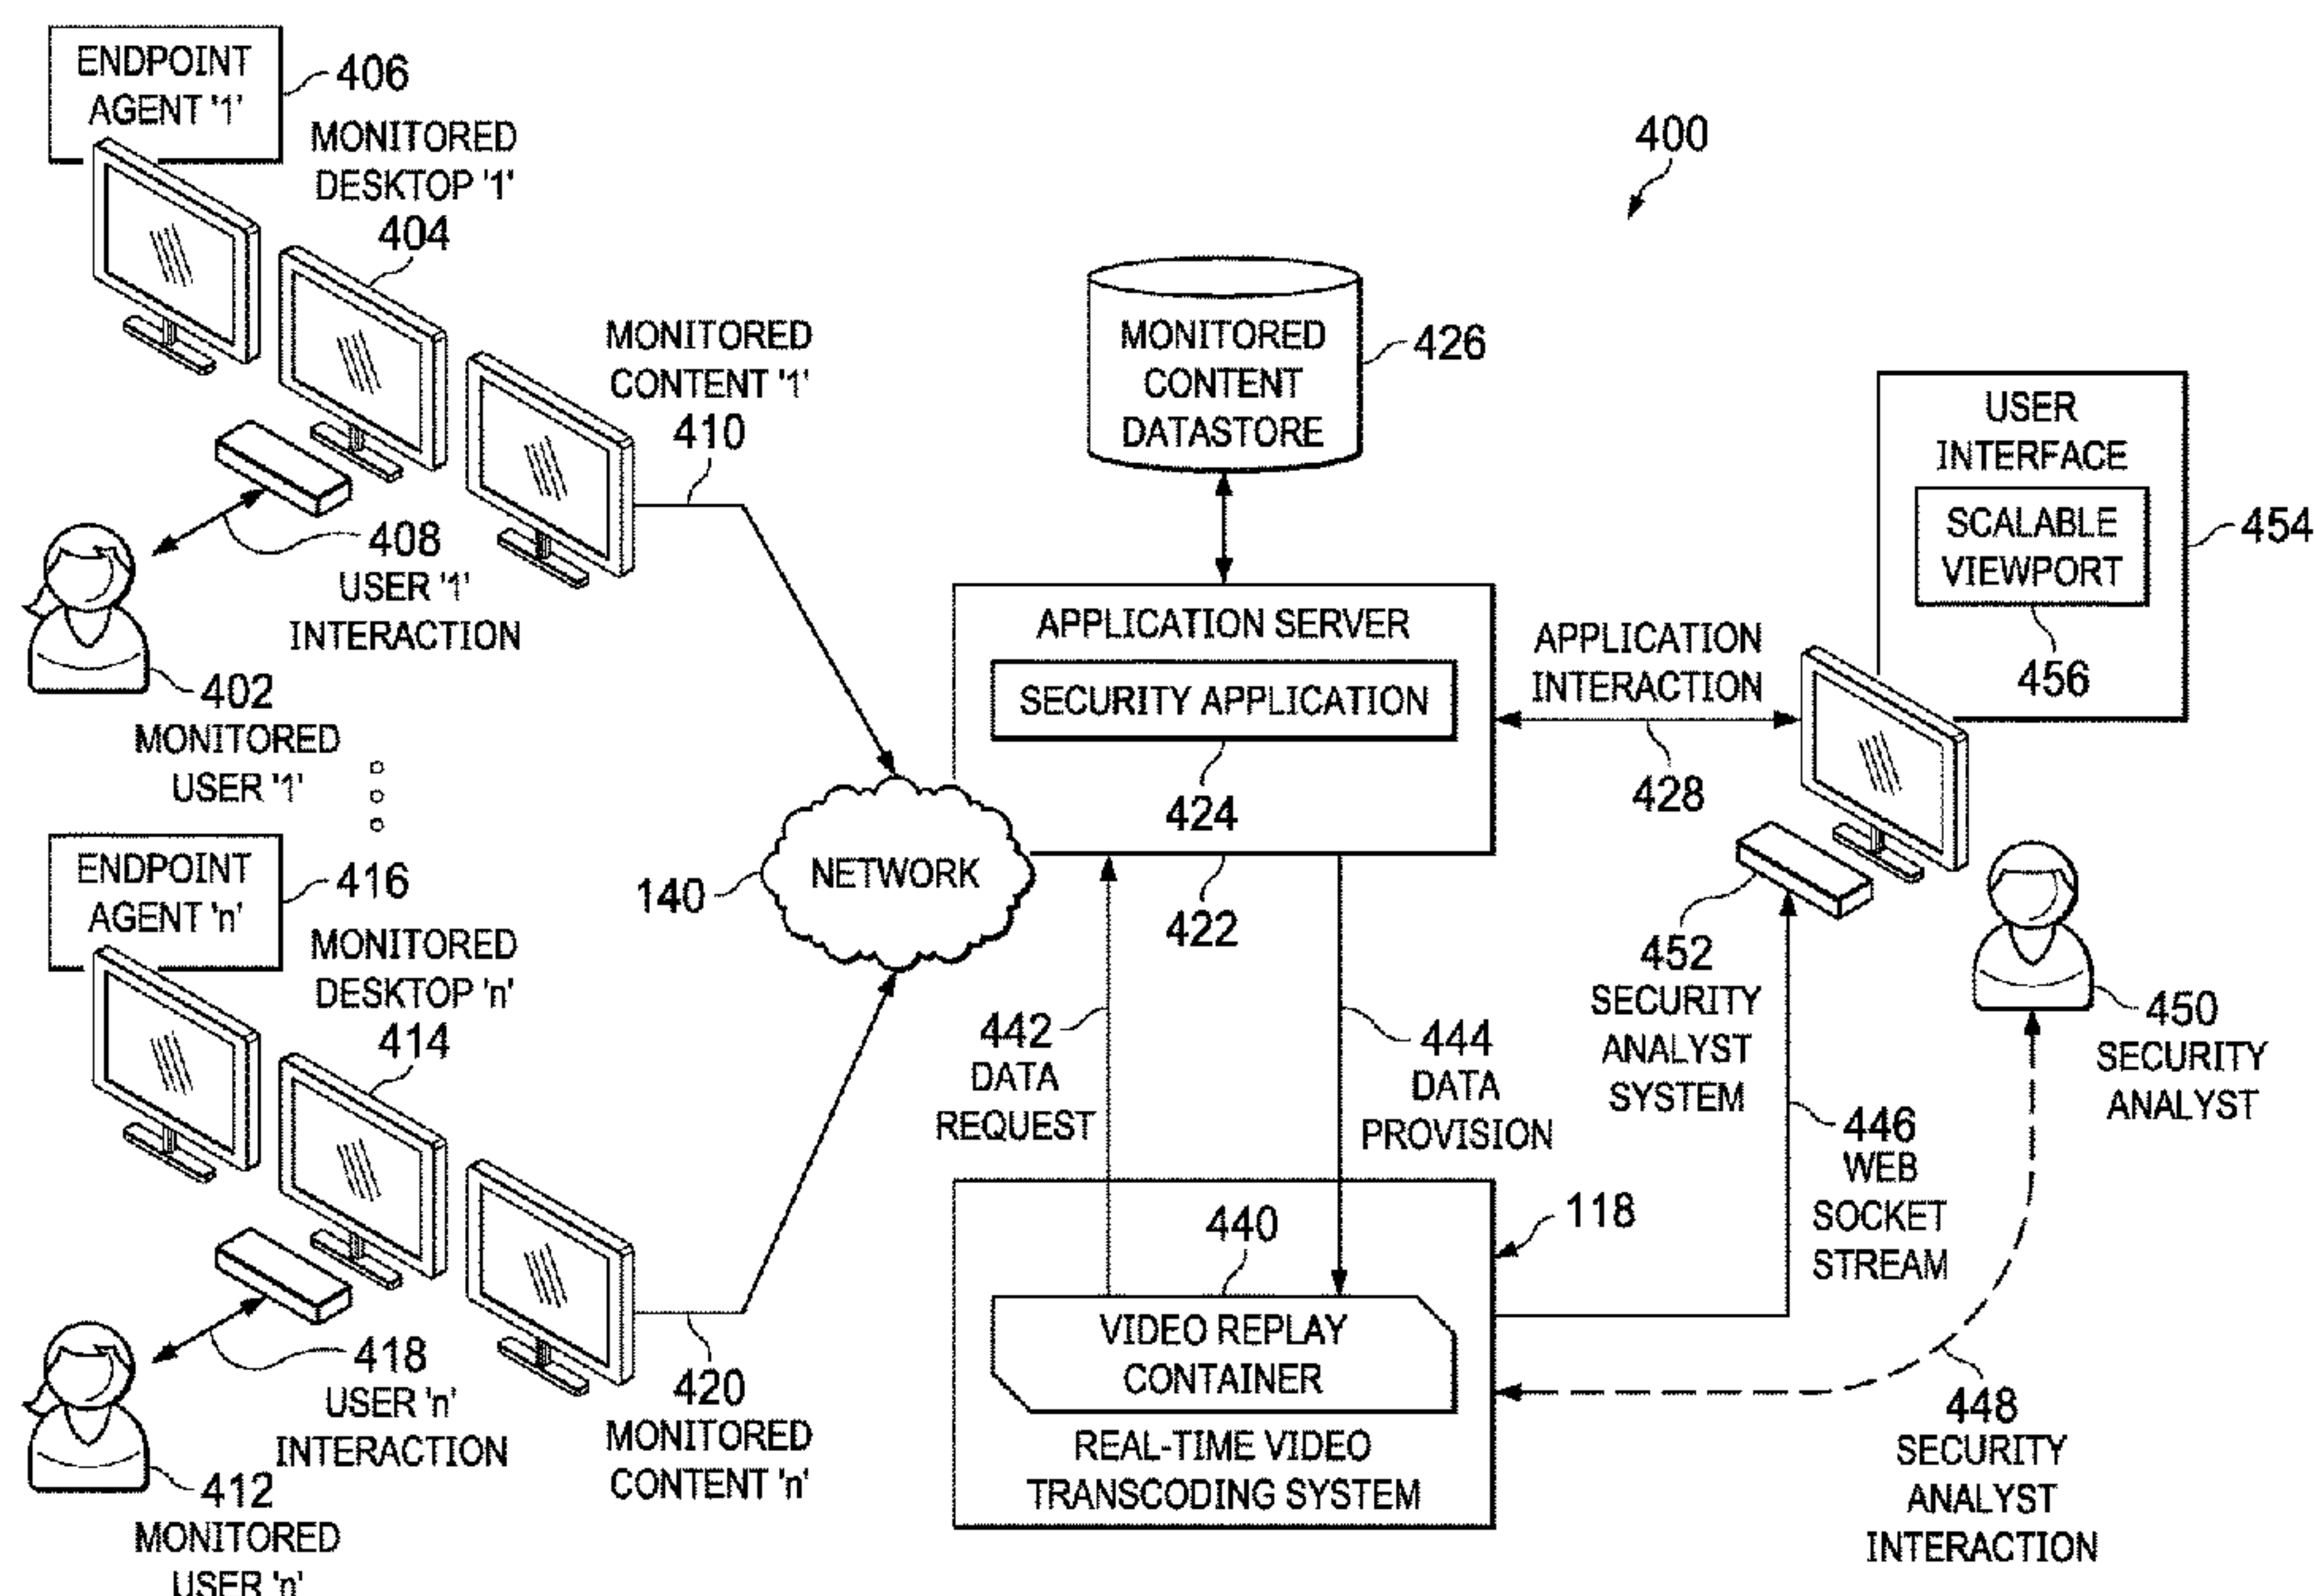 ENDPOINT
AGENT '1'
406
MONITORED
DESKTOP '1'
404
MONITORED
CONTENT '1'
410
408
USER '1'
INTERACTION
402
MONITORED
USER '1'
ENDPOINT
AGENT 'n'
416
MONITORED
DESKTOP 'n'
414
418
USER 'n'
INTERACTION
412
MONITORED
USER 'n'
420
MONITORED
CONTENT 'n'
140
NETWORK
400
MONITORED
CONTENT
DATASTORE
426
APPLICATION SERVER
SECURITY APPLICATION
424
422
APPLICATION
INTERACTION
428
USER
INTERFACE
SCALABLE
VIEWPORT
456
454
452
SECURITY
ANALYST
SYSTEM
450
SECURITY
ANALYST
442
DATA
REQUEST
444
DATA
PROVISION
446
WEB
SOCKET
STREAM
118
440
VIDEO REPLAY
CONTAINER
REAL-TIME VIDEO
TRANSCODING SYSTEM
448
SECURITY
ANALYST
INTERACTION